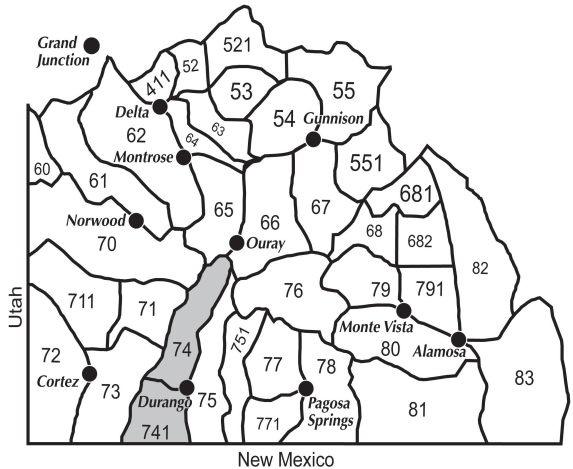 521
Grand
Junction
52
411
53
55
Delta
54
Gunnison
62
63
64
Montrose
551
60
61
681
65
66
67
Norwood
68
682
70
Ouray
82
76
79
791
711
71
Utah
Monte Vista
751
74
80
Alamosa
72
77
78
Cortez
73
Durango
75
Pagosa
Springs
83
81
771
741
New Mexico